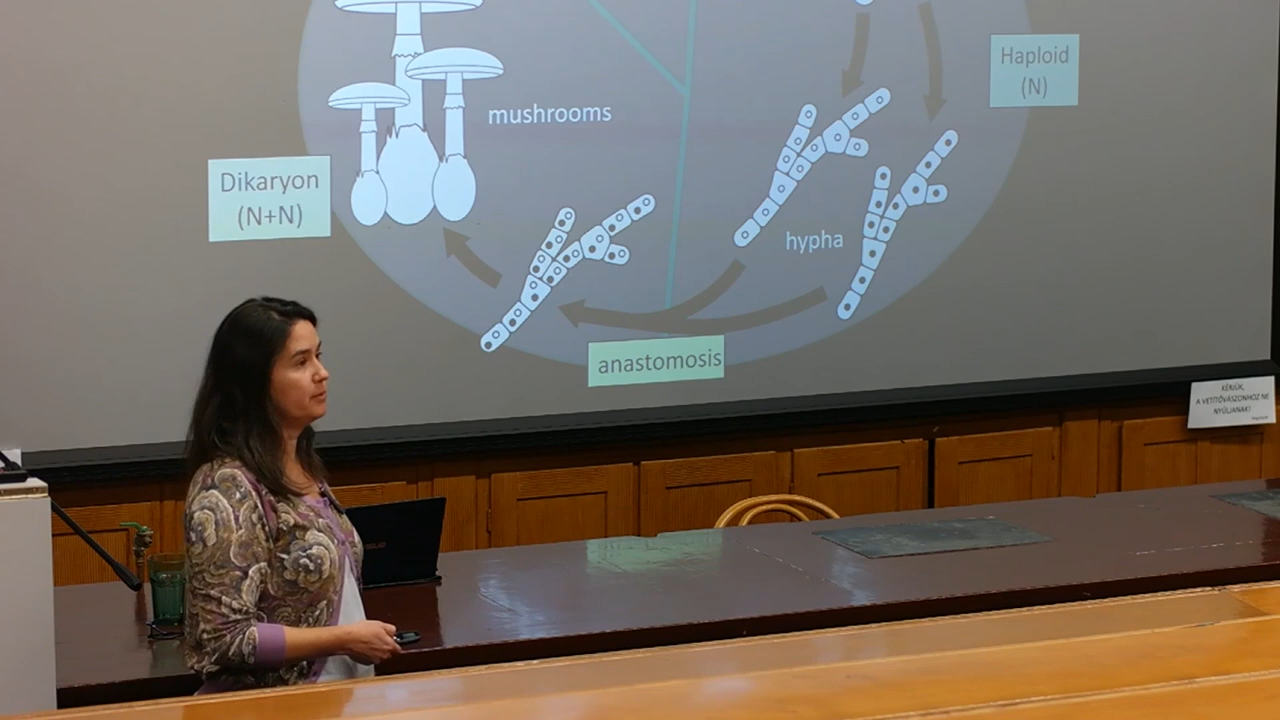 Haploid
(N)
mushrooms
Dikaryon
(N+N)
hypha
anastomosis
KÉRJÜK,
A VETÍTŐVÁSZONHOZ NE
NYÚLJANAK!